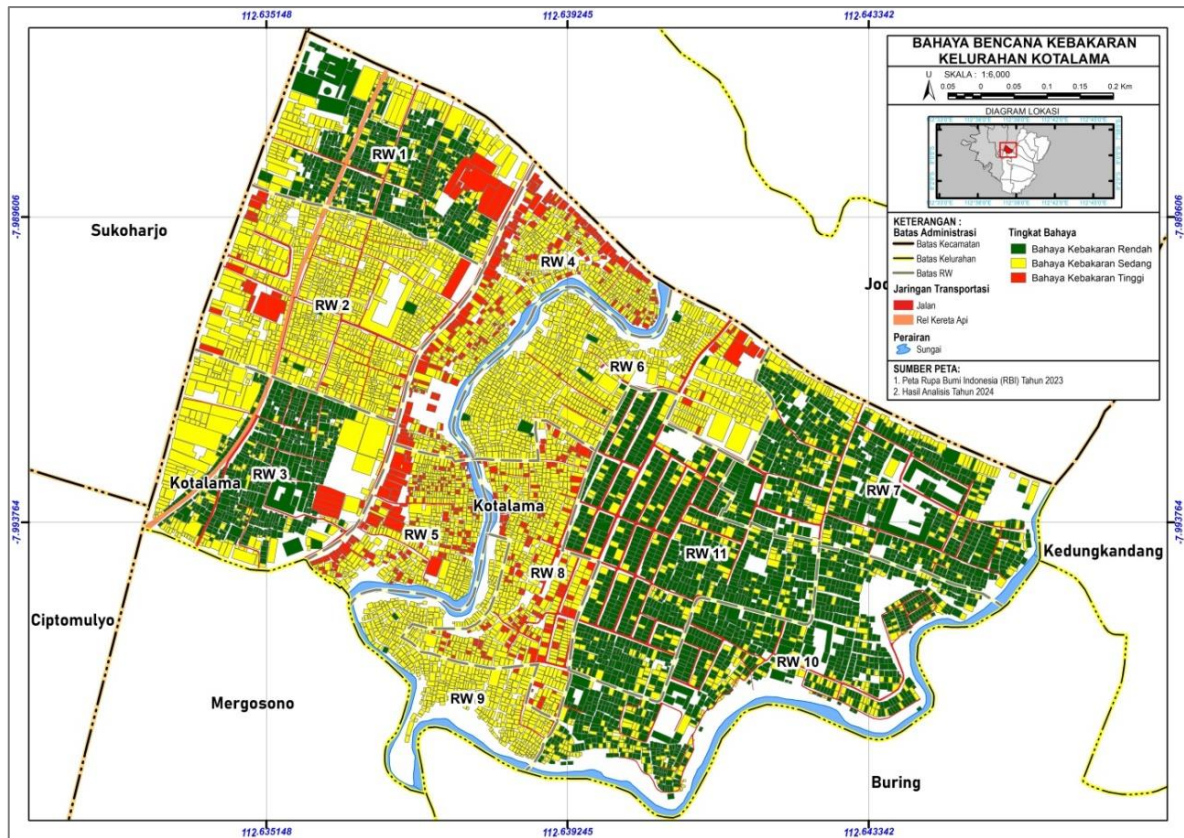 112.635148
112.639245
112.643342
BAHAYA BENCANA KEBAKARAN
KELURAHAN KOTALAMA
U
SKALA : 1:6,000
0.05 0 0.05 0.1 0.2 Km
DIAGRAM LOKASI
KETERANGAN :
Batas Administrasi
Batas Kecamatan
Batas Kelurahan
Batas RW
Jaringan Transportasi
Jalan
Rel Kereta Api
Perairan
Sungai
Tingkat Bahaya
Bahaya Kebakaran Rendah
Bahaya Kebakaran Sedang
Bahaya Kebakaran Tinggi
SUMBER PETA:
1. Peta Rupa Bumi Indonesia (RBI) Tahun 2023
2. Hasil Analisis Tahun 2024
RW 1
-7.989606
-7.989606
Sukoharjo
RW 4
RW 2
RW 6
RW 3
Kotalama
RW 7
Kotalama
-7.993764
-7.993764
RW 5
RW 11
Kedungkandang
RW 8
Ciptomulyo
RW 10
RW 9
Mergosono
Buring
112.635148
112.639245
112.643342